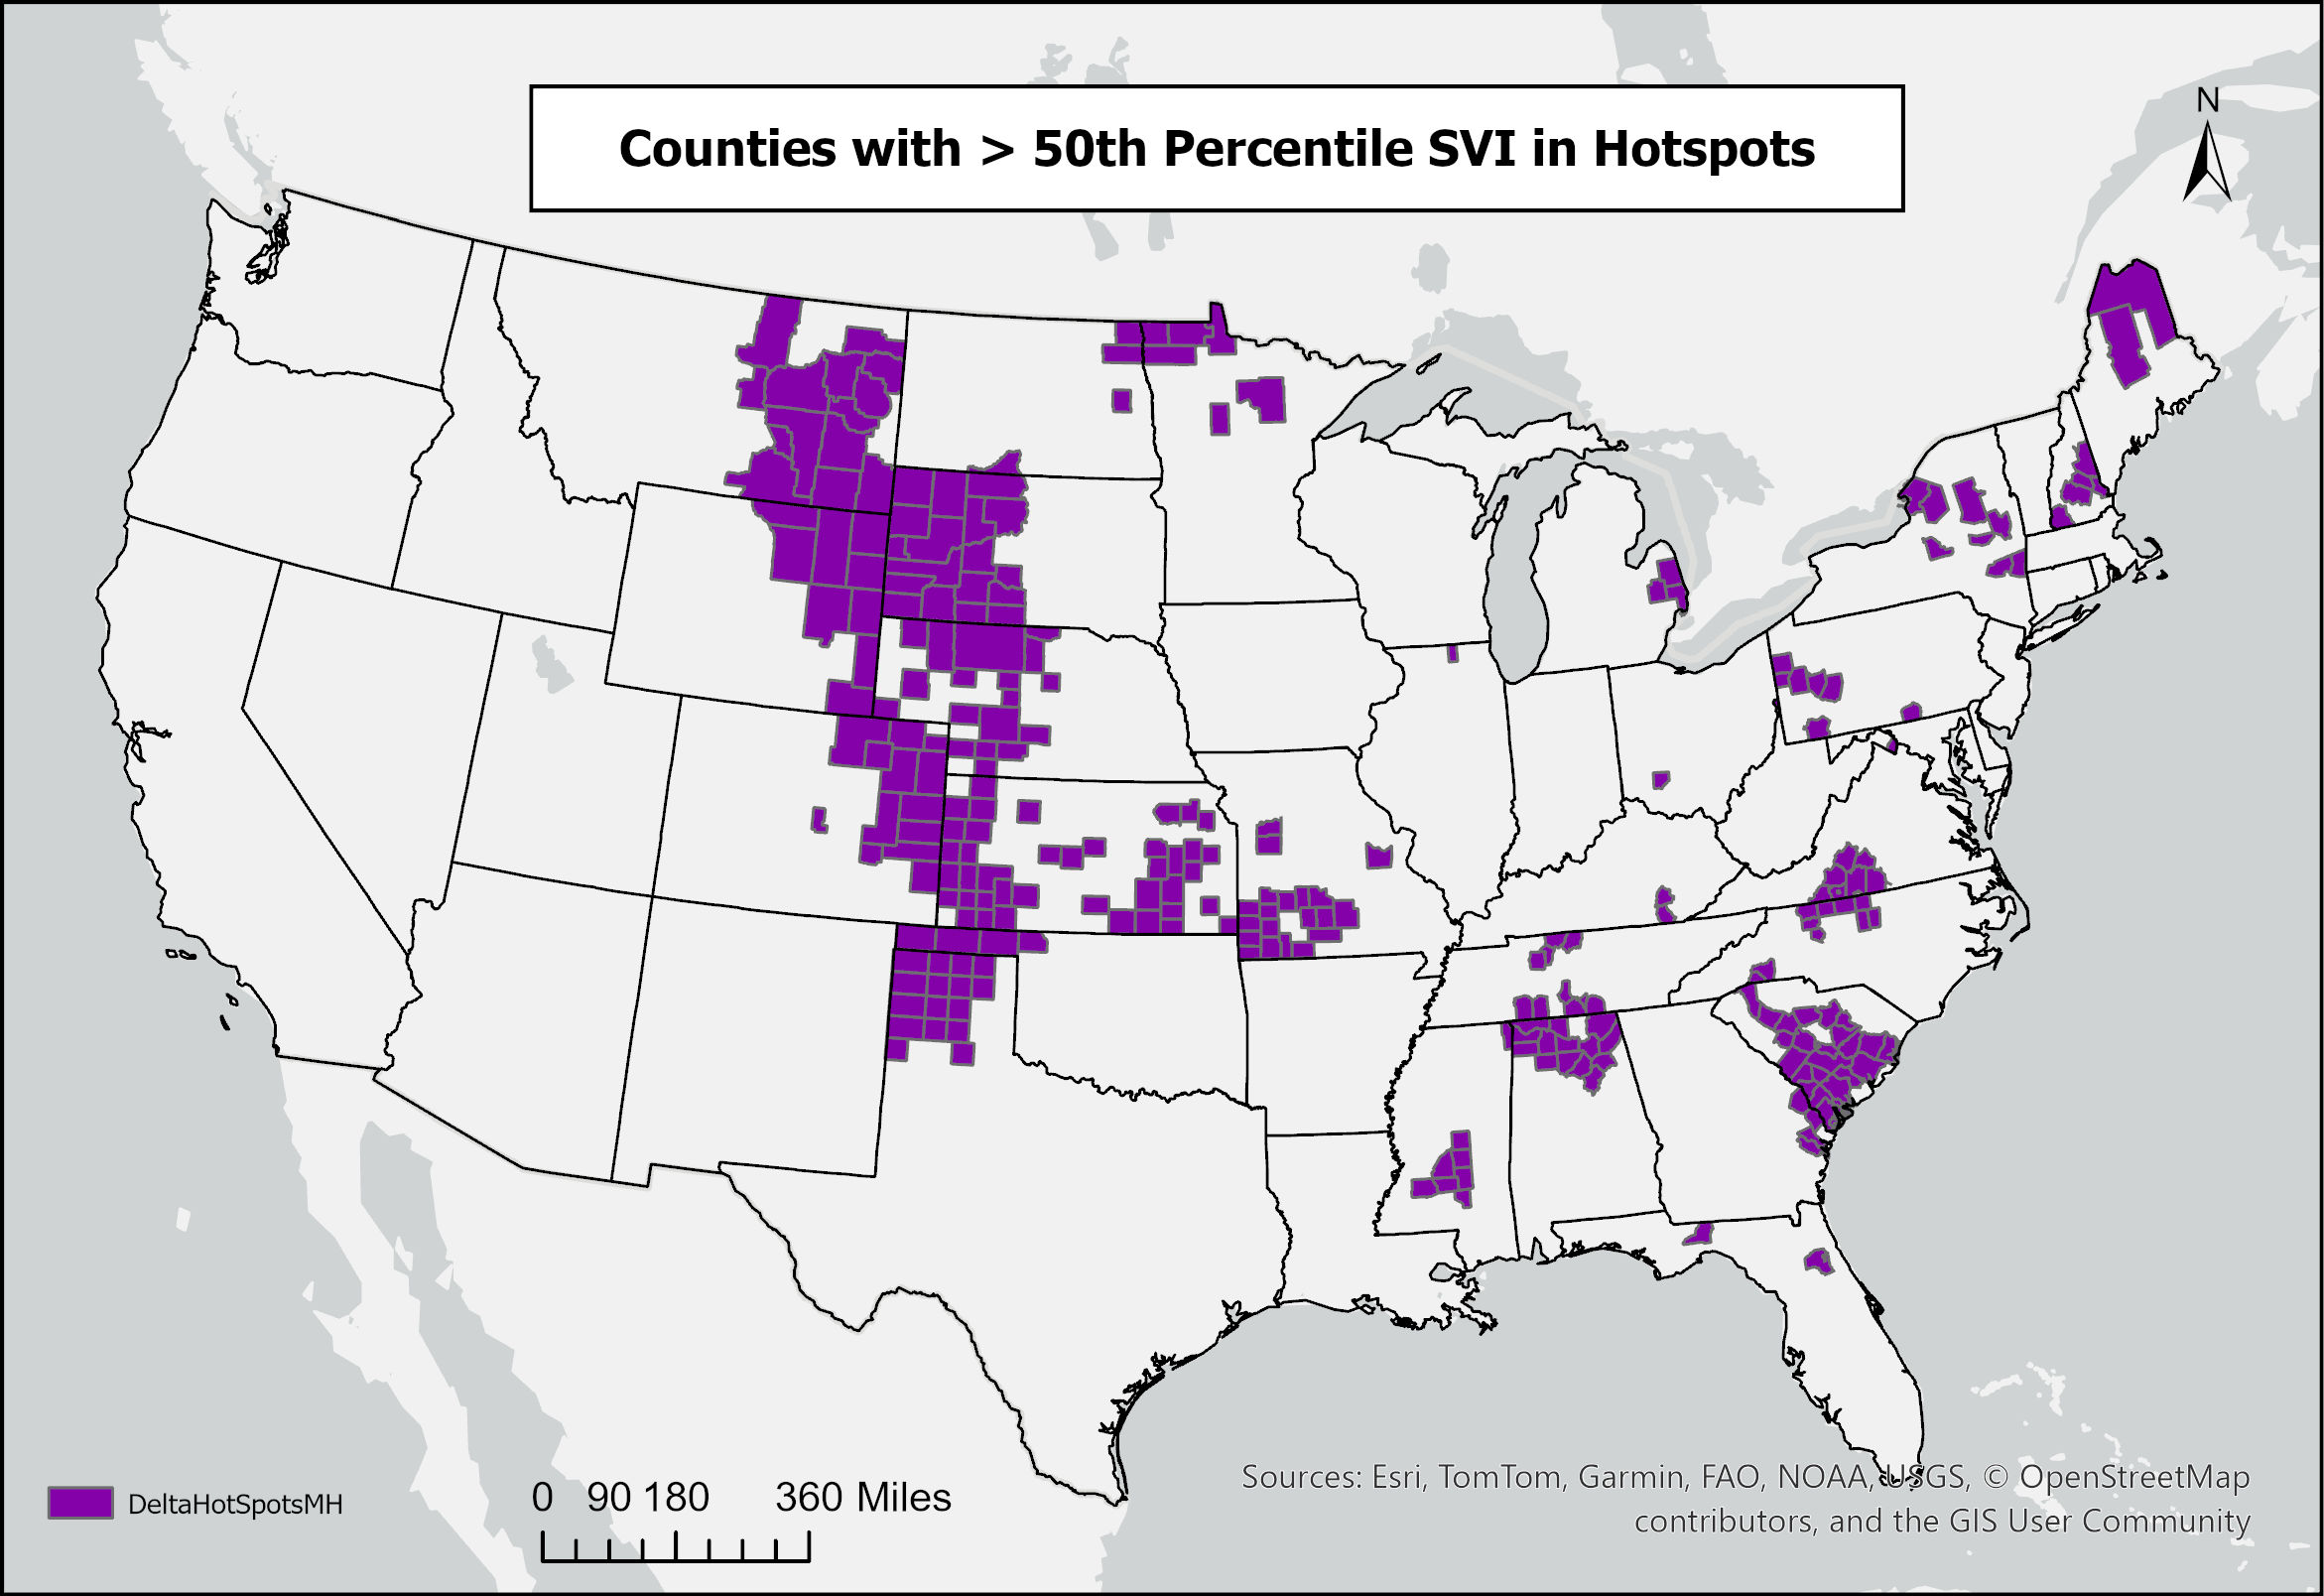 Counties with > 50th Percentile SVI in Hotspots
N
DeltaHotSpotsMH
0 90 180 360 Miles
Sources: Esri, TomTom, Garmin, FAO, NOAA, USGS, © OpenStreetMap
contributors, and the GIS User Community